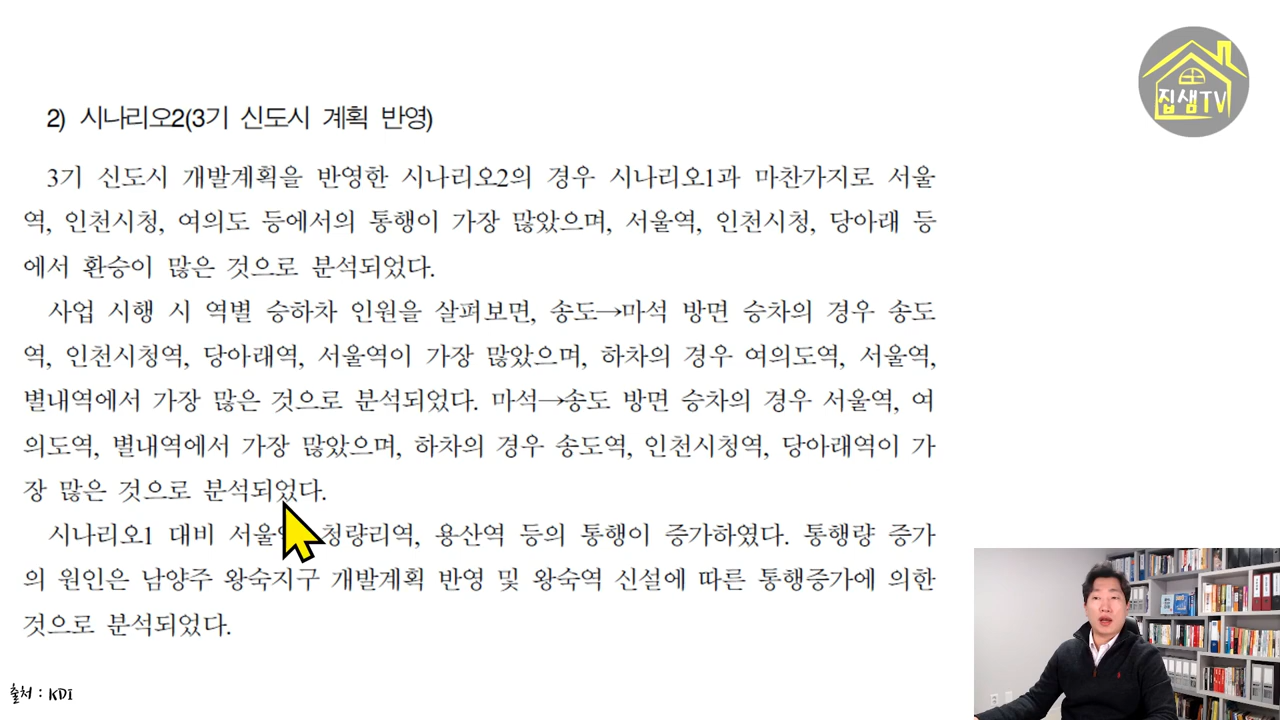 집샘TV
2) 시나리오2(3기 신도시 계획 반영)
3기 신도시 개발계획을 반영한 시나리오2의 경우 시나리오1과 마찬가지로 서울
역, 인천시청, 여의도 등에서의 통행이 가장 많았으며, 서울역, 인천시청, 당아래 등
에서 환승이 많은 것으로 분석되었다.
사업 시행 시 역별 승하차 인원을 살펴보면, 송도→마석 방면 승차의 경우 송도
역, 인천시청역, 당아래역, 서울역이 가장 많았으며, 하차의 경우 여의도역, 서울역,
별내역에서 가장 많은 것으로 분석되었다. 마석→송도 방면 승차의 경우 서울역, 여
의도역, 별내역에서 가장 많았으며, 하차의 경우 송도역, 인천시청역, 당아래역이 가
장 많은 것으로 분석되었다.
시나리오1 대비 서울역, 청량리역, 용산역 등의 통행이 증가하였다. 통행량 증가
의 원인은 남양주 왕숙지구 개발계획 반영 및 왕숙역 신설에 따른 통행증가에 의한
것으로 분석되었다.
출처 : KDI